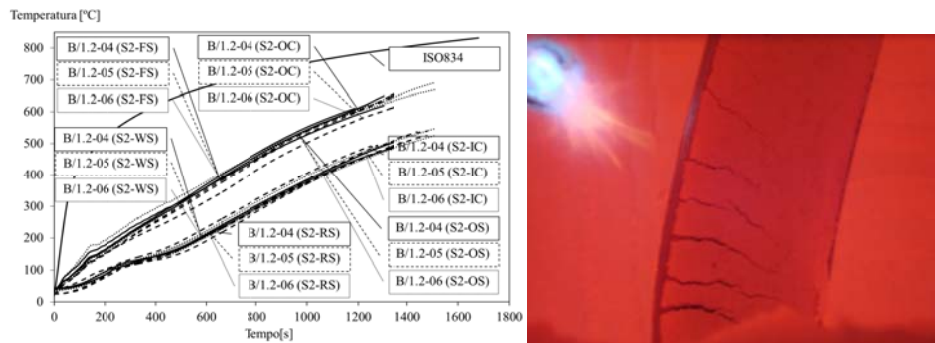 Temperatura [ºC]
800
700
600
500
400
300
200
100
0
B/1.2-04 (S2-FS)
B/1.2-05 (S2-FS)
B/1.2-06 (S2-FS)
B/1.2-04 (S2-OC)
B/1.2-05 (S2-OC)
B/1.2-06 (S2-OC)
ISO834
B/1.2-04 (S2-WS)
B/1.2-05 (S2-WS)
B/1.2-06 (S2-WS)
B/1.2-04 (S2-IC)
B/1.2-05 (S2-IC)
B/1.2-06 (S2-IC)
B/1.2-04 (S2-RS)
B/1.2-05 (S2-RS)
B/1.2-06 (S2-RS)
B/1.2-04 (S2-OS)
B/1.2-05 (S2-OS)
B/1.2-06 (S2-OS)
0 200 400 600 800 1000 1200 1400 1600 1800
Tempo[s]